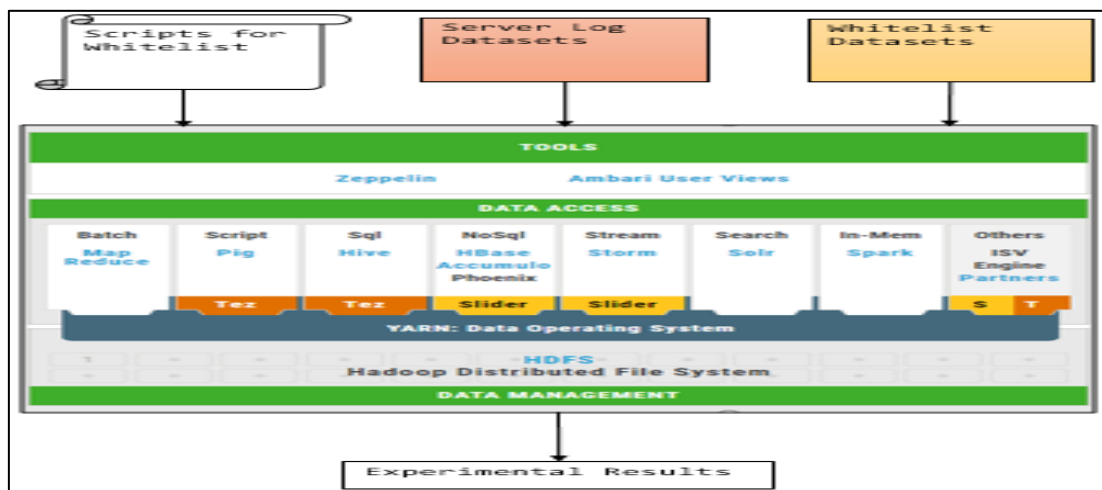 Scripts for
Whitelist
Server Log
Datasets
Whitelist
Datasets
TOOLS
Zeppelin
Ambari User Views
DATA ACCESS
Batch
Map
Reduce
Script
Pig
Tez
Sql
Hive
Tez
NoSql
HBase
Accumulo
Phoenix
Slider
Stream
Storm
Slider
Search
Solr
In-Mem
Spark
Others
ISV
Engine
Partners
S
T
YARN: Data Operating System
1
HDFS
Hadoop Distributed File System
DATA MANAGEMENT
Experimental Results